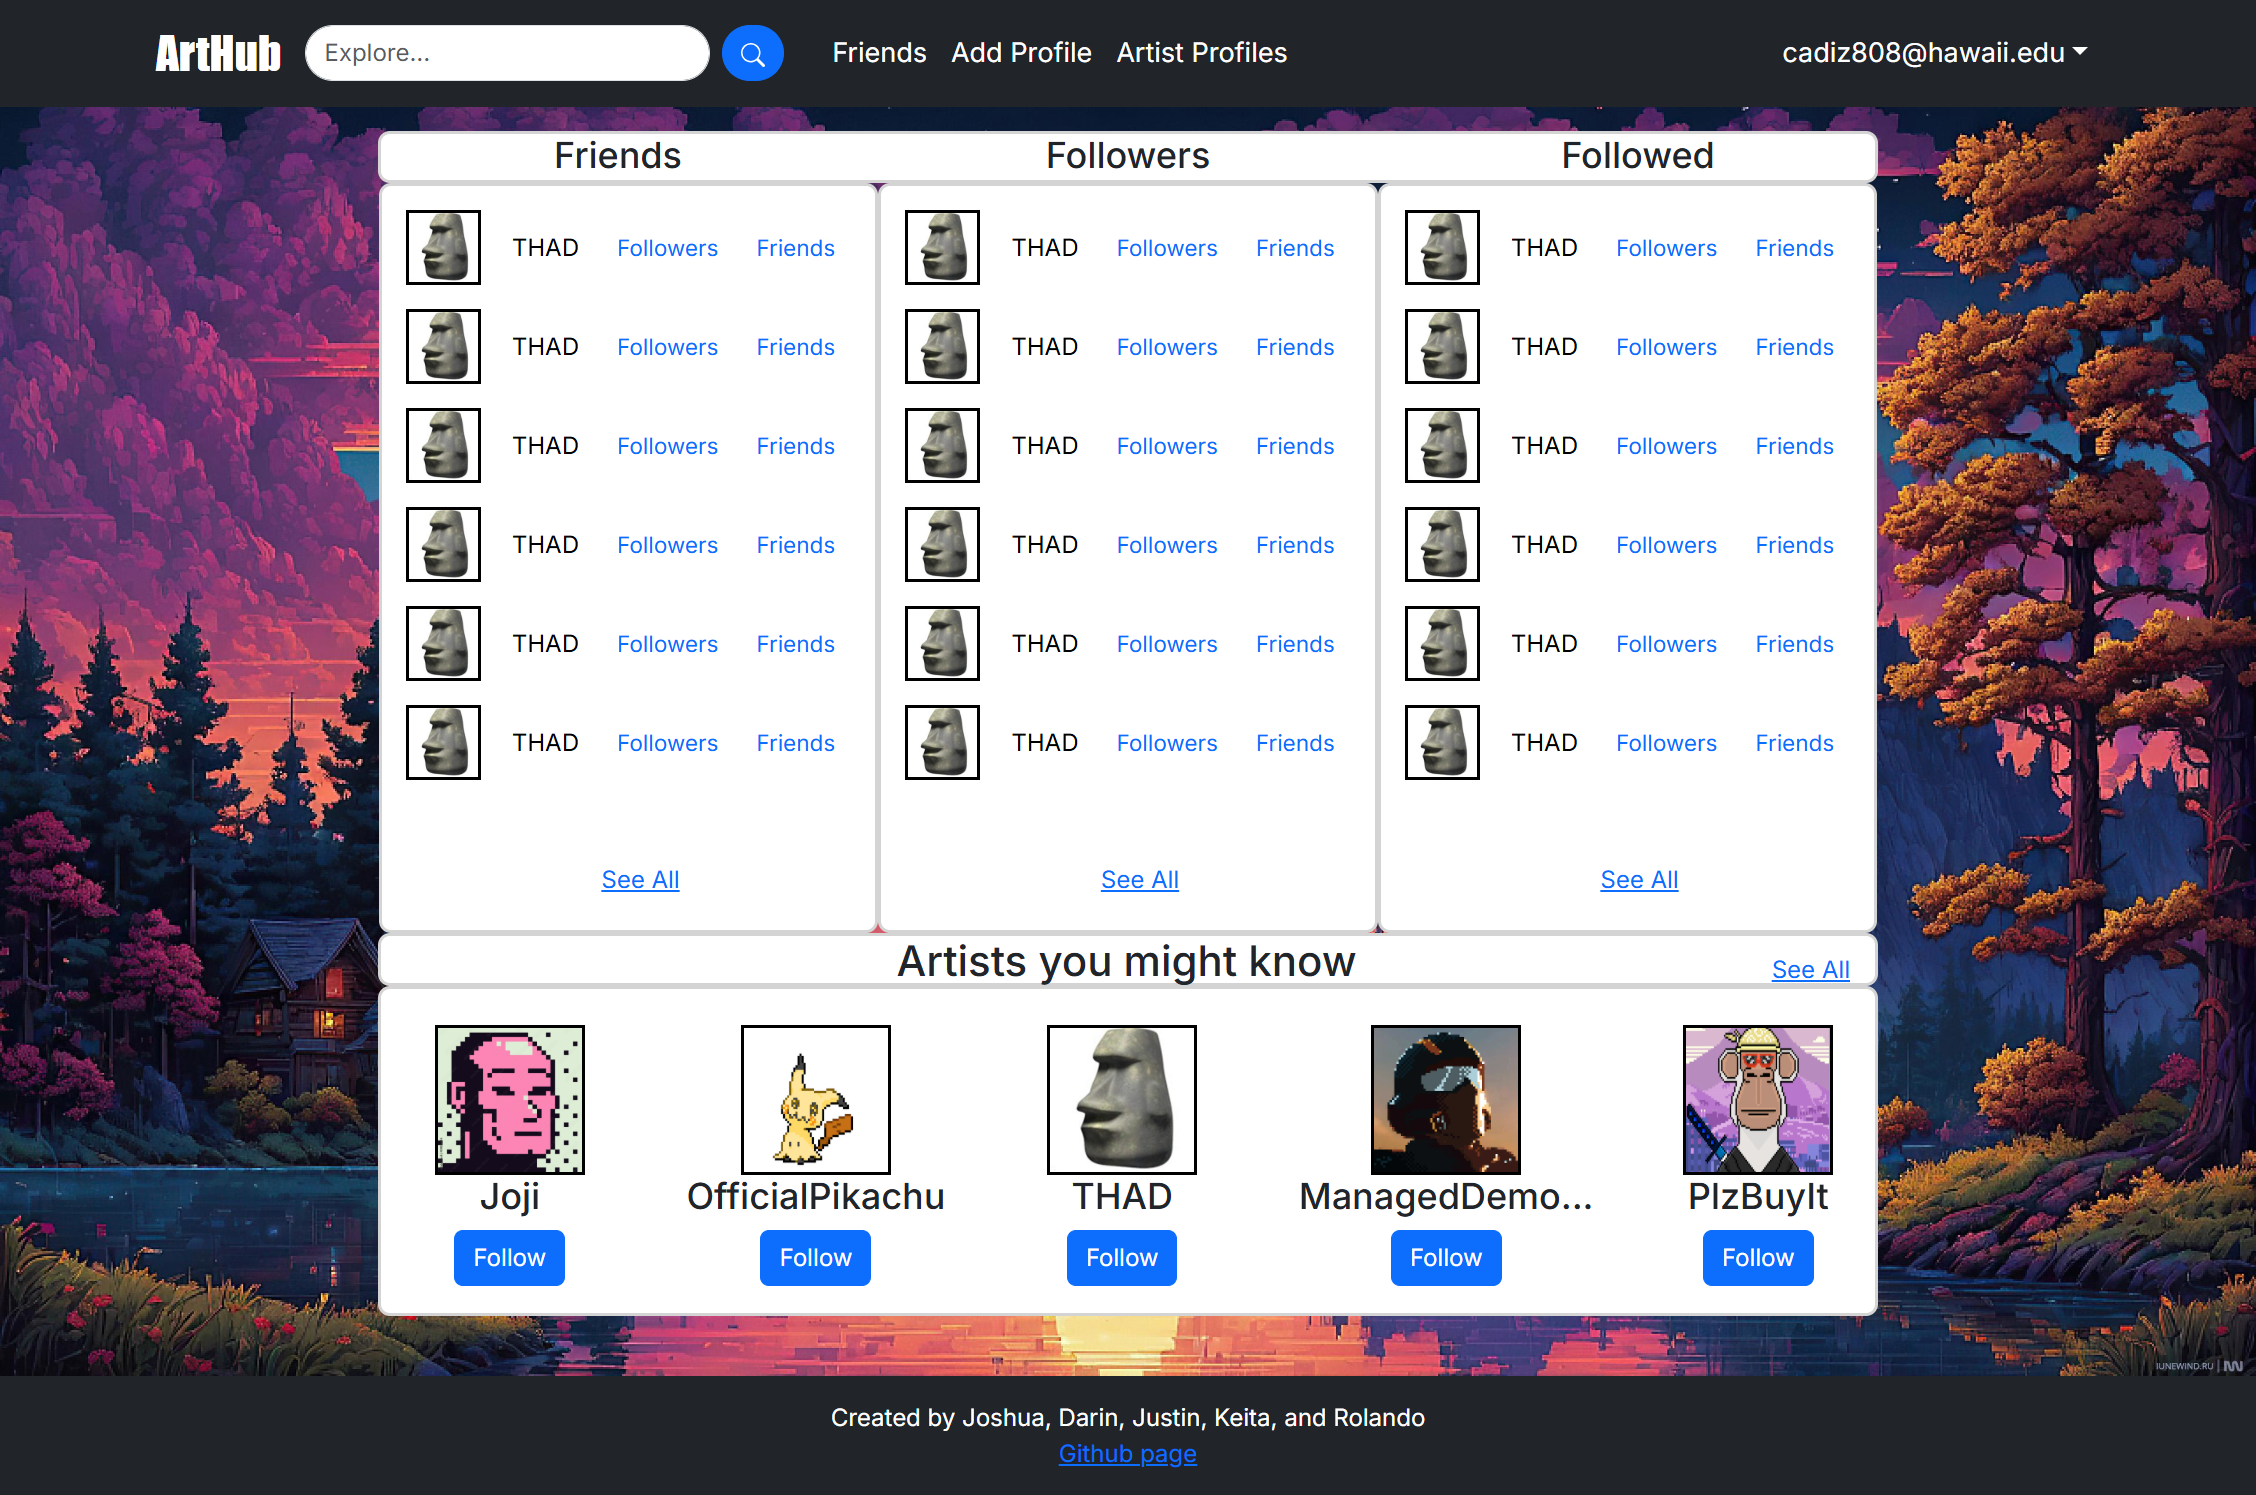 ArtHub Explore... Friends Add Profile Artist Profiles cadiz808@hawaii.edu
Friends Followers Followed
THAD Followers Friends THAD Followers Friends THAD Followers Friends
THAD Followers Friends THAD Followers Friends THAD Followers Friends
THAD Followers Friends THAD Followers Friends THAD Followers Friends
THAD Followers Friends THAD Followers Friends THAD Followers Friends
THAD Followers Friends THAD Followers Friends THAD Followers Friends
THAD Followers Friends THAD Followers Friends THAD Followers Friends
See All See All See All
Artists you might know See All
Joji OfficialPikachu THAD ManagedDemo... PlzBuyIt
Follow Follow Follow Follow Follow
IUNEWIND.RU
Created by Joshua, Darin, Justin, Keita, and Rolando
Github page